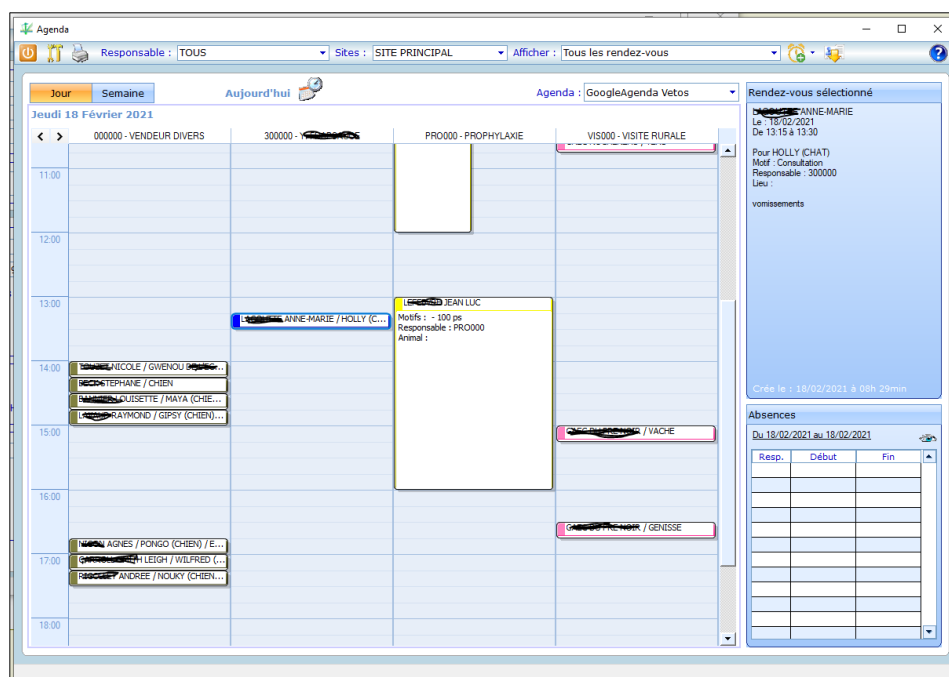 Agenda
Responsable : TOUS Sites : SITE PRINCIPAL Afficher : Tous les rendez-vous
Jour Semaine Aujourd'hui Agenda : GoogleAgenda Vetos
Jeudi 18 Février 2021
000000 - VENDEUR DIVERS 300000 - PRO000 - PROPHYLAXIE VIS000 - VISITE RURALE
11:00
12:00
13:00
JEAN LUC
Motifs : - 100 ps
Responsable : PRO000
Animal :
ANNE-MARIE / HOLLY (C...
14:00
NICOLE / GWENOU
STEPHANE / CHIEN
LOUISETTE / MAYA (CHIE...
RAYMOND / GIPSY (CHIEN)...
15:00
/ VACHE
16:00
/ GENISSE
AGNES / PONGO (CHIEN) / E...
17:00
LEIGH / WILFRED (...
ANDREE / NOUKY (CHIEN...
18:00
Rendez-vous sélectionné
ANNE-MARIE
Le : 18/02/2021
De 13:15 à 13:30
Pour HOLLY (CHAT)
Motif : Consultation
Responsable : 300000
Lieu :
vomissements
Crée le : 18/02/2021 à 08h 29min
Absences
Du 18/02/2021 au 18/02/2021
Resp. Début Fin